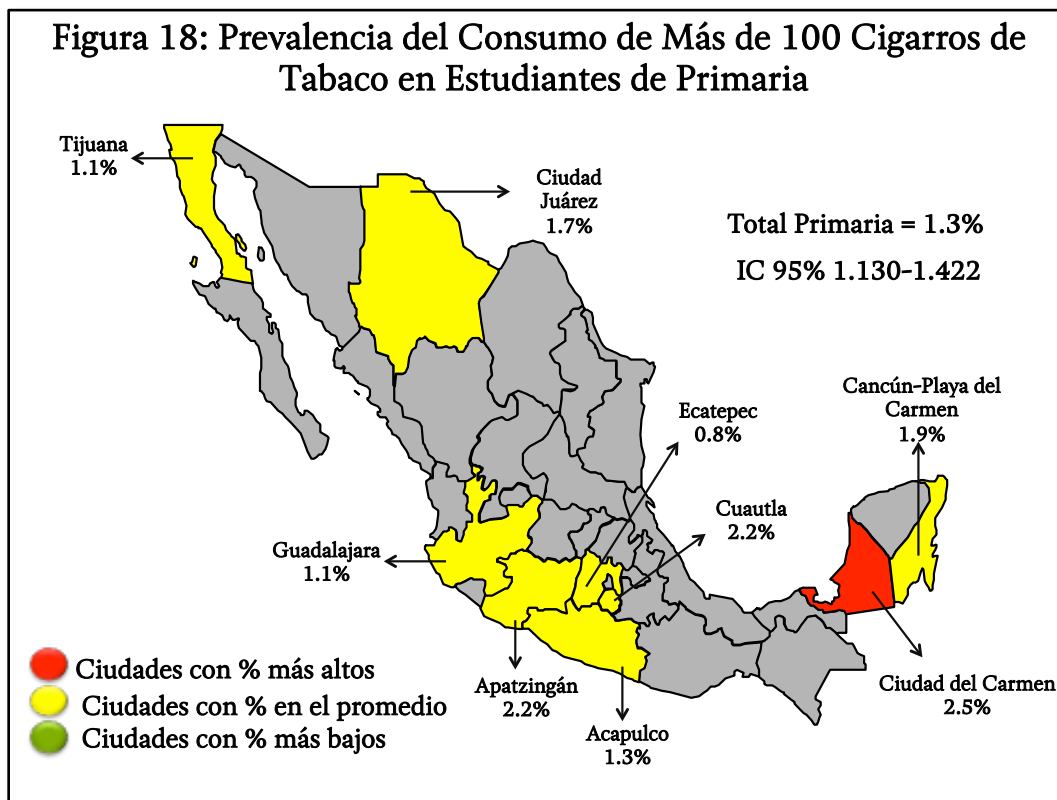 Figura 18: Prevalencia del Consumo de Más de 100 Cigarros de
Tabaco en Estudiantes de Primaria
Tijuana
1.1%
Ciudad
Juárez
1.7%
Total Primaria = 1.3%
IC 95% 1.130-1.422
Cancún-Playa del
Carmen
1.9%
Ecatepec
0.8%
Cuautla
2.2%
Guadalajara
1.1%
Ciudades con % más altos
Ciudades con % en el promedio
Ciudades con % más bajos
Apatzingán
2.2%
Acapulco
1.3%
Ciudad del Carmen
2.5%